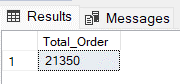 Results Messages
Total_Order
1 21350